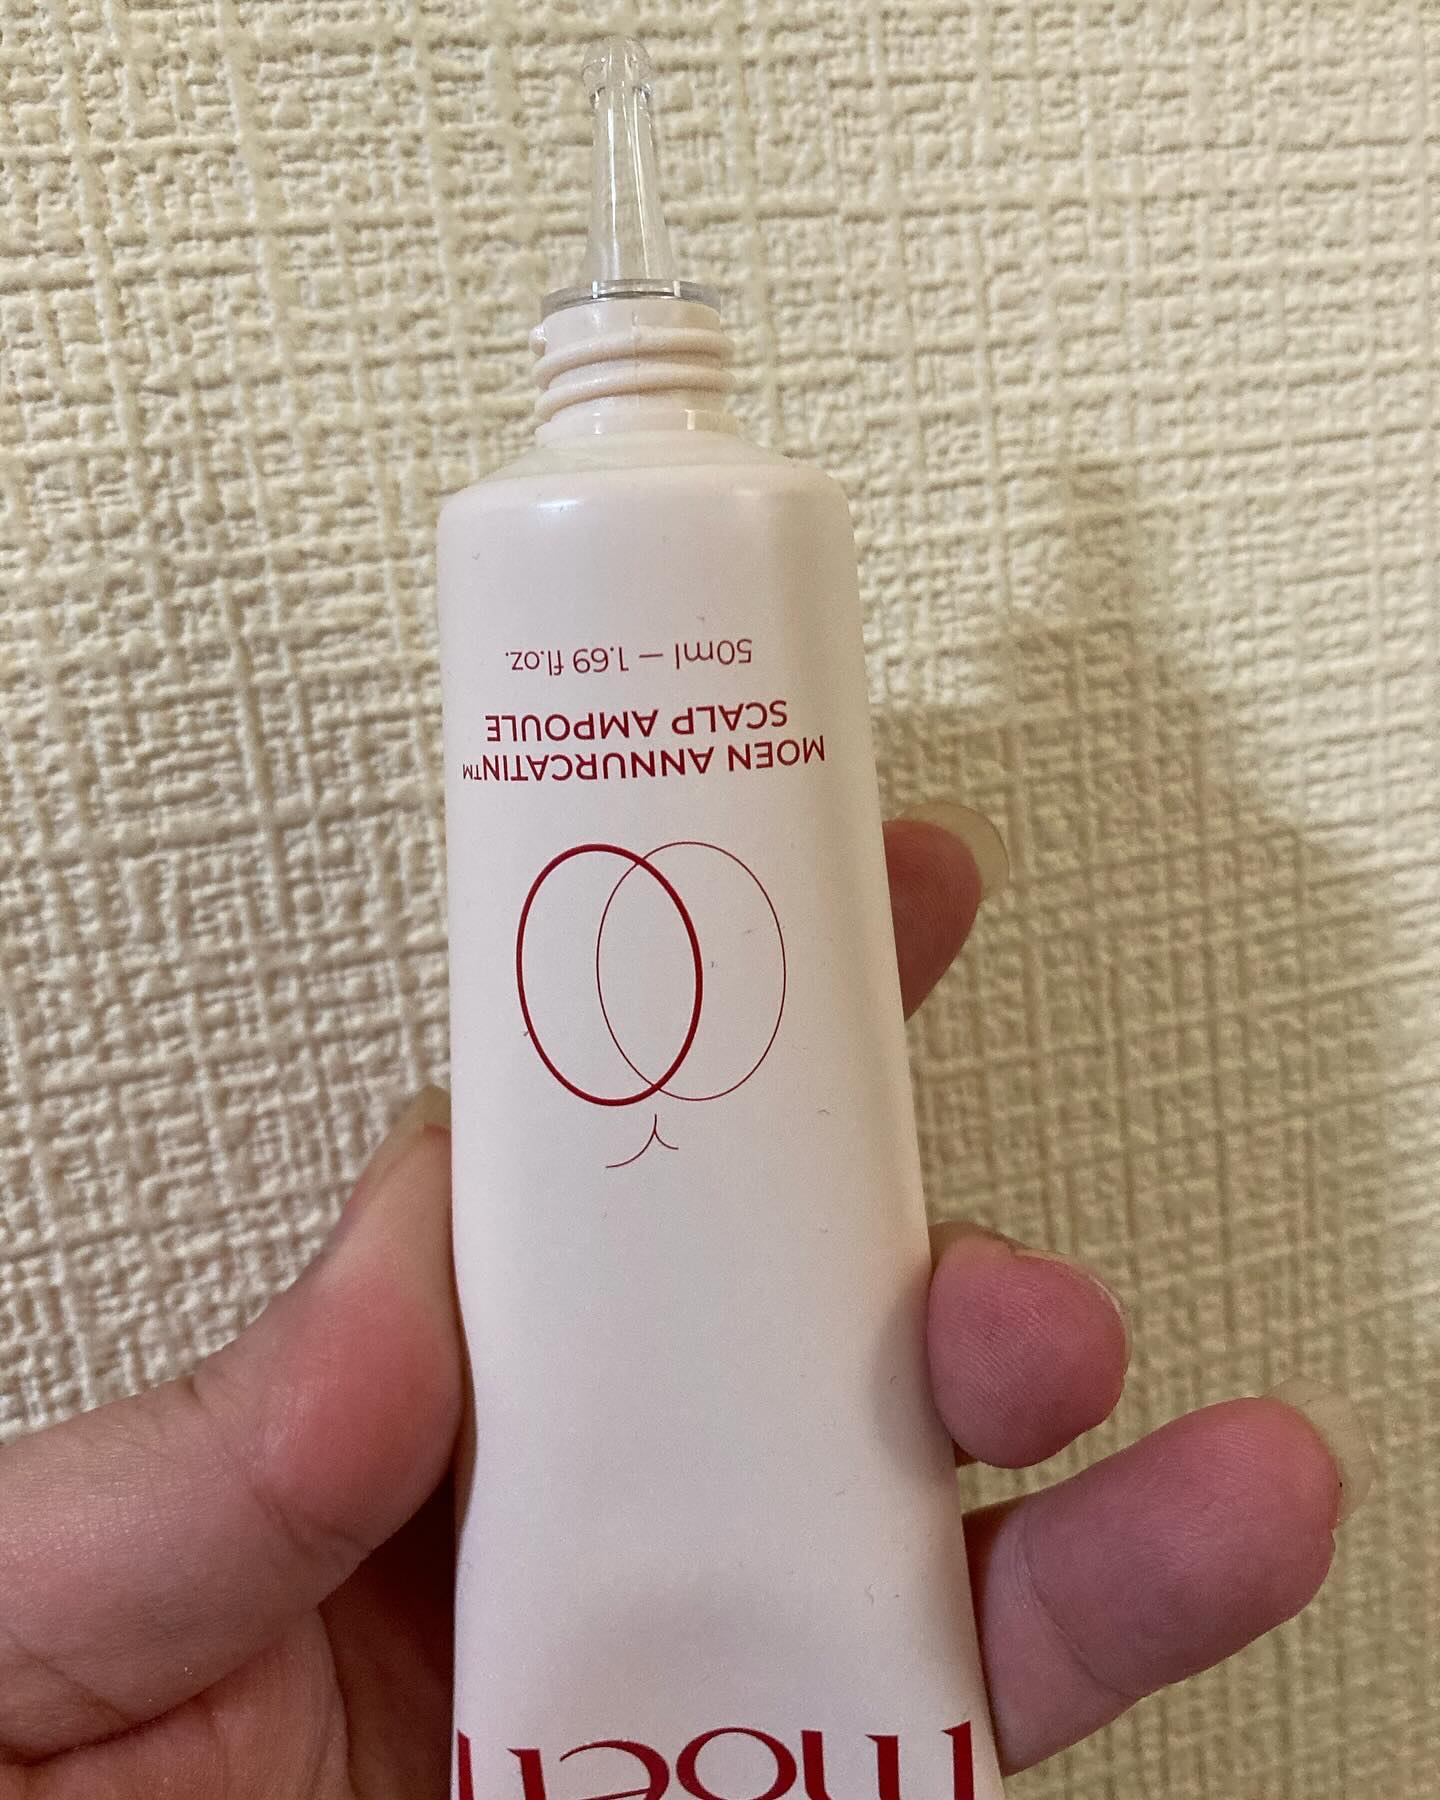 moen
MOEN ANNURCATIN™
SCALP AMPOULE
50ml – 1.69 fl.oz.